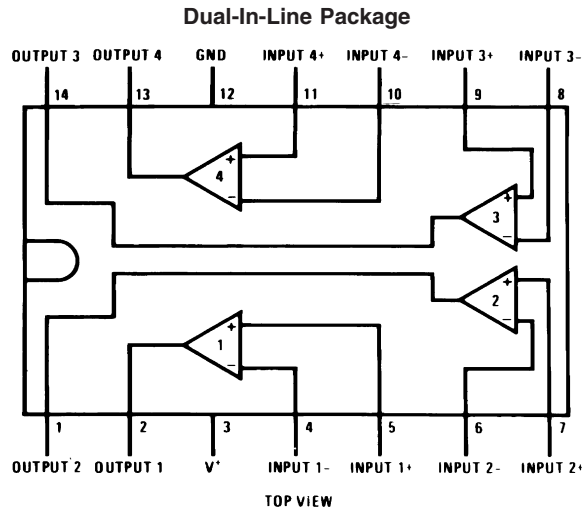 Dual-In-Line Package
OUTPUT 3 OUTPUT 4 GND INPUT 4+ INPUT 4- INPUT 3+ INPUT 3-
14 13 12 11 10 9 8
+
4
-
+
3
-
+
2
-
+
1
-
1 2 3 4 5 6 7
OUTPUT 2 OUTPUT 1 V+ INPUT 1- INPUT 1+ INPUT 2- INPUT 2+
TOP VIEW